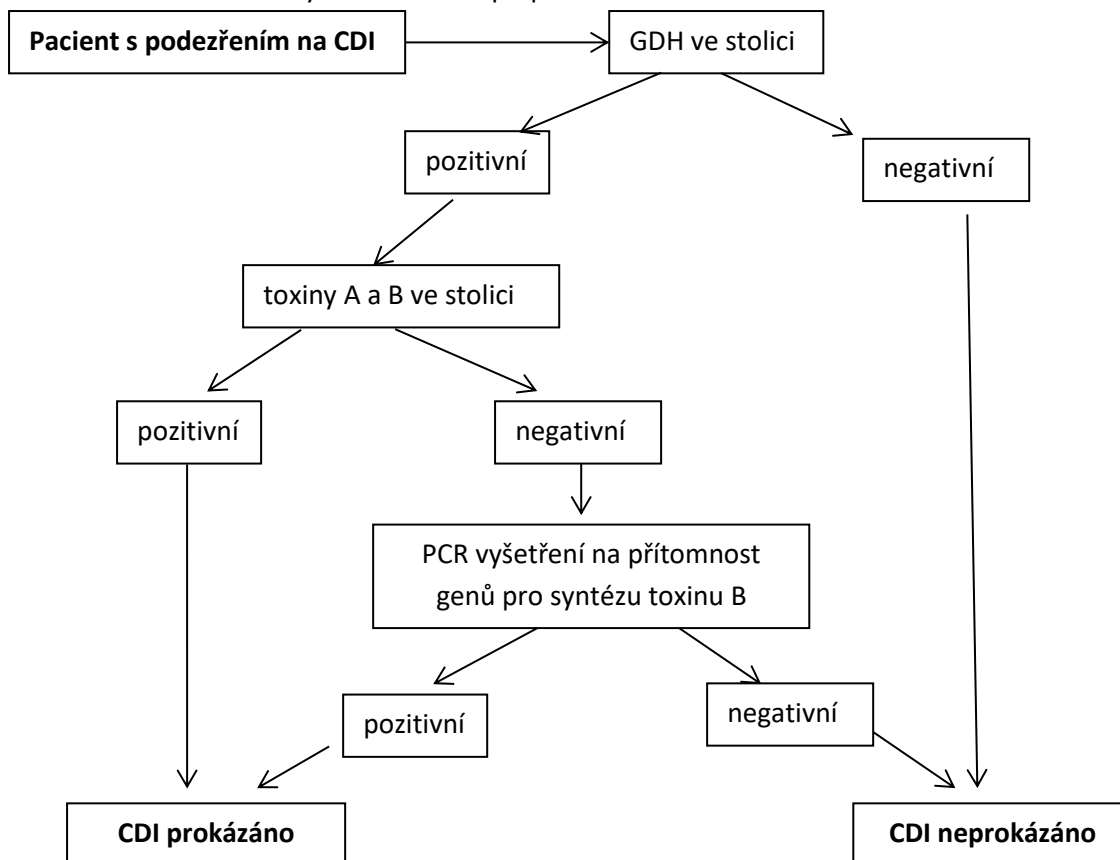 Pacient s podezřením na CDI
GDH ve stolici
pozitivní
negativní
toxiny A a B ve stolici
pozitivní
negativní
PCR vyšetření na přítomnost
genů pro syntézu toxinu B
pozitivní
negativní
CDI prokázáno
CDI neprokázáno